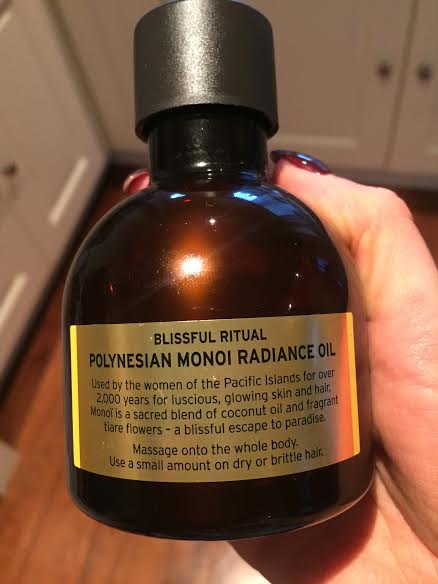 BLISSFUL RITUAL
POLYNESIAN MONOI RADIANCE OIL
Used by the women of the Pacific Islands for over
2,000 years for luscious, glowing skin and hair,
Monoï is a sacred blend of coconut oil and fragrant
tiare flowers - a blissful escape to paradise.
Massage onto the whole body.
Use a small amount on dry or brittle hair.